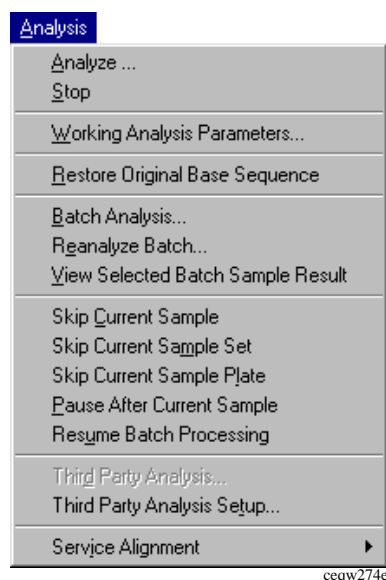 Analysis
Analyze ...
Stop
Working Analysis Parameters...
Restore Original Base Sequence
Batch Analysis...
Reanalyze Batch...
View Selected Batch Sample Result
Skip Current Sample
Skip Current Sample Set
Skip Current Sample Plate
Pause After Current Sample
Resume Batch Processing
Third Party Analysis...
Third Party Analysis Setup...
Service Alignment
ceqw274e